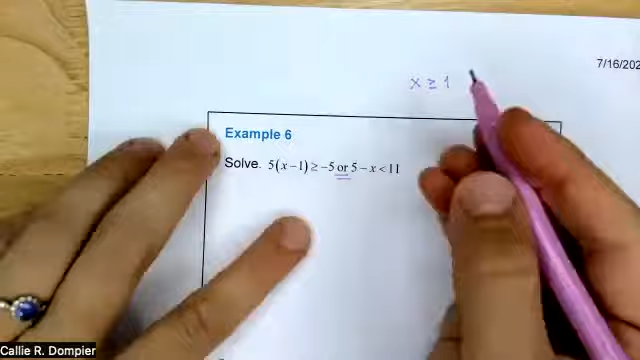 7/16/202
x ≥ 1
Example 6
Solve. 5(x−1) ≥ −5 or 5−x < 11
Callie R. Dompier